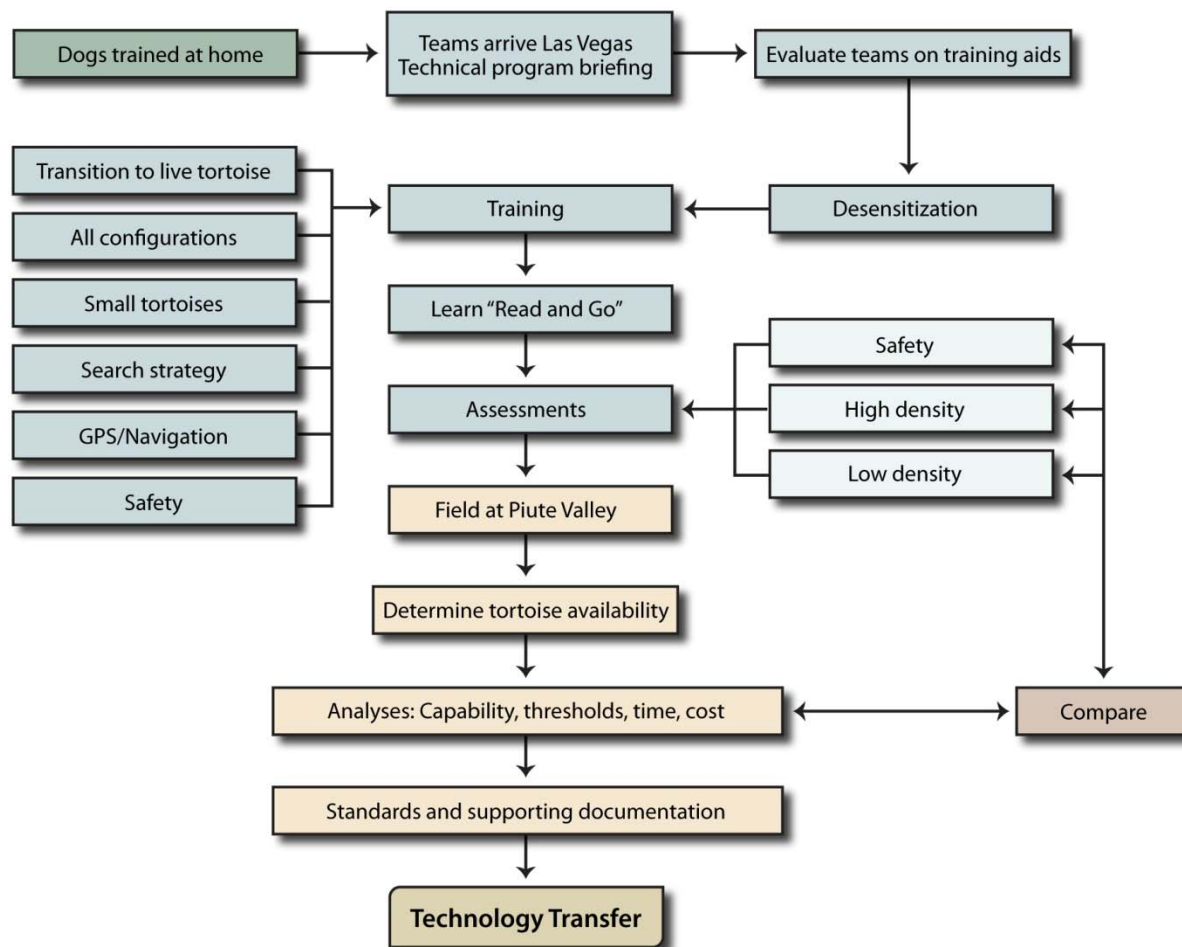 Dogs trained at home
Teams arrive Las Vegas
Technical program briefing
Evaluate teams on training aids
Transition to live tortoise
All configurations
Small tortoises
Search strategy
GPS/Navigation
Safety
Training
Desensitization
Learn “Read and Go”
Assessments
Safety
High density
Low density
Field at Piute Valley
Determine tortoise availability
Analyses: Capability, thresholds, time, cost
Compare
Standards and supporting documentation
Technology Transfer